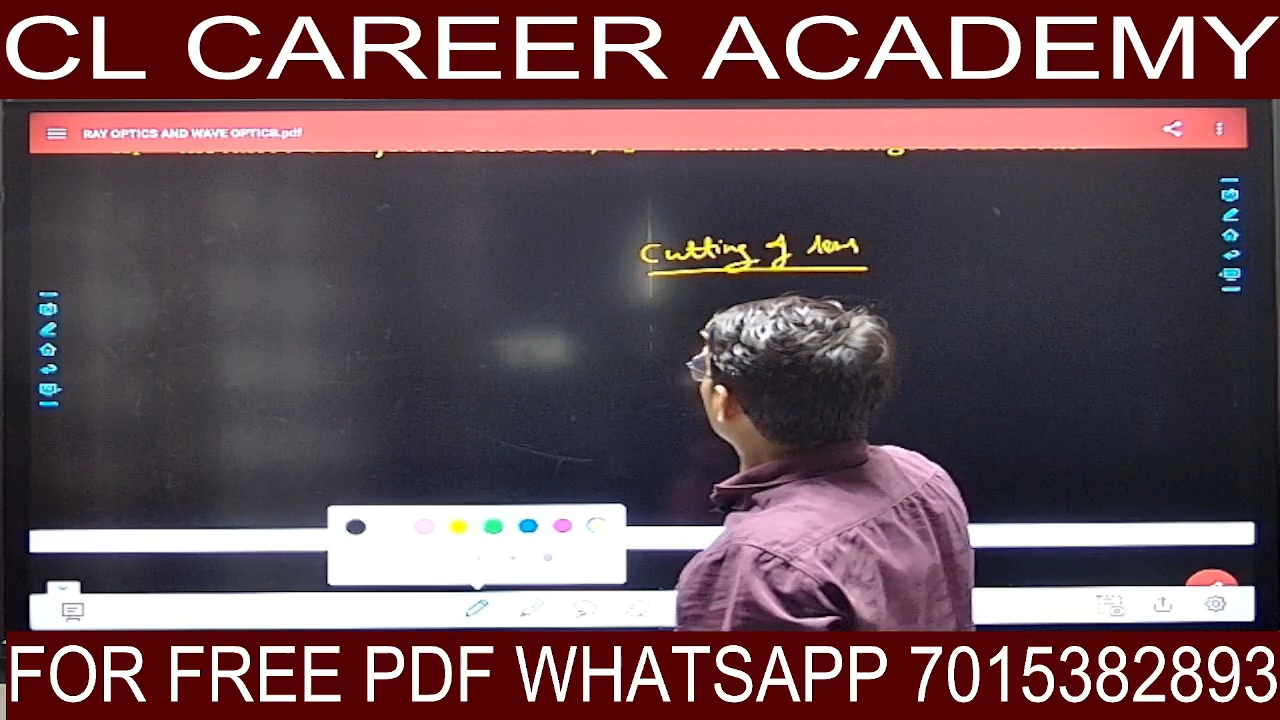 CL CAREER ACADEMY
RAY OPTICS AND WAVE OPTICS.pdf
Cutting of lens
FOR FREE PDF WHATSAPP 7015382893